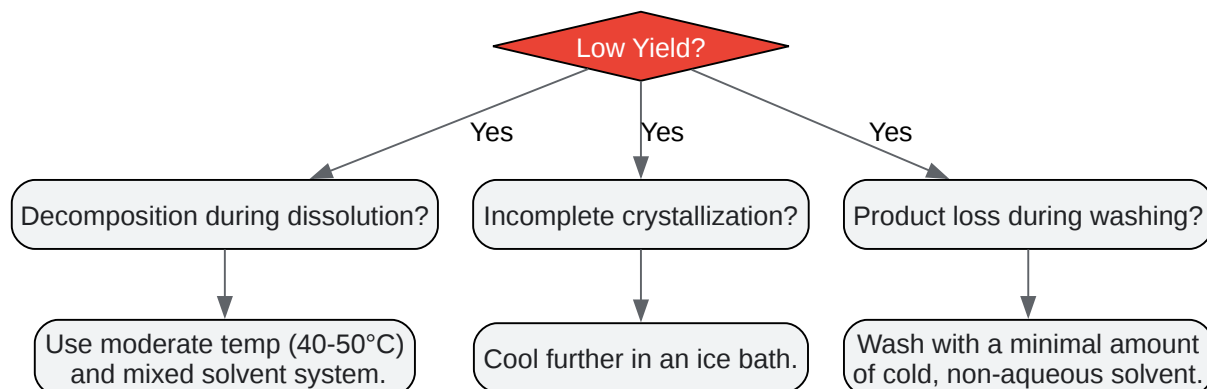 Low Yield?
Yes
Yes
Yes
Decomposition during dissolution?
Incomplete crystallization?
Product loss during washing?
Use moderate temp (40-50°C)
and mixed solvent system.
Cool further in an ice bath.
Wash with a minimal amount
of cold, non-aqueous solvent.